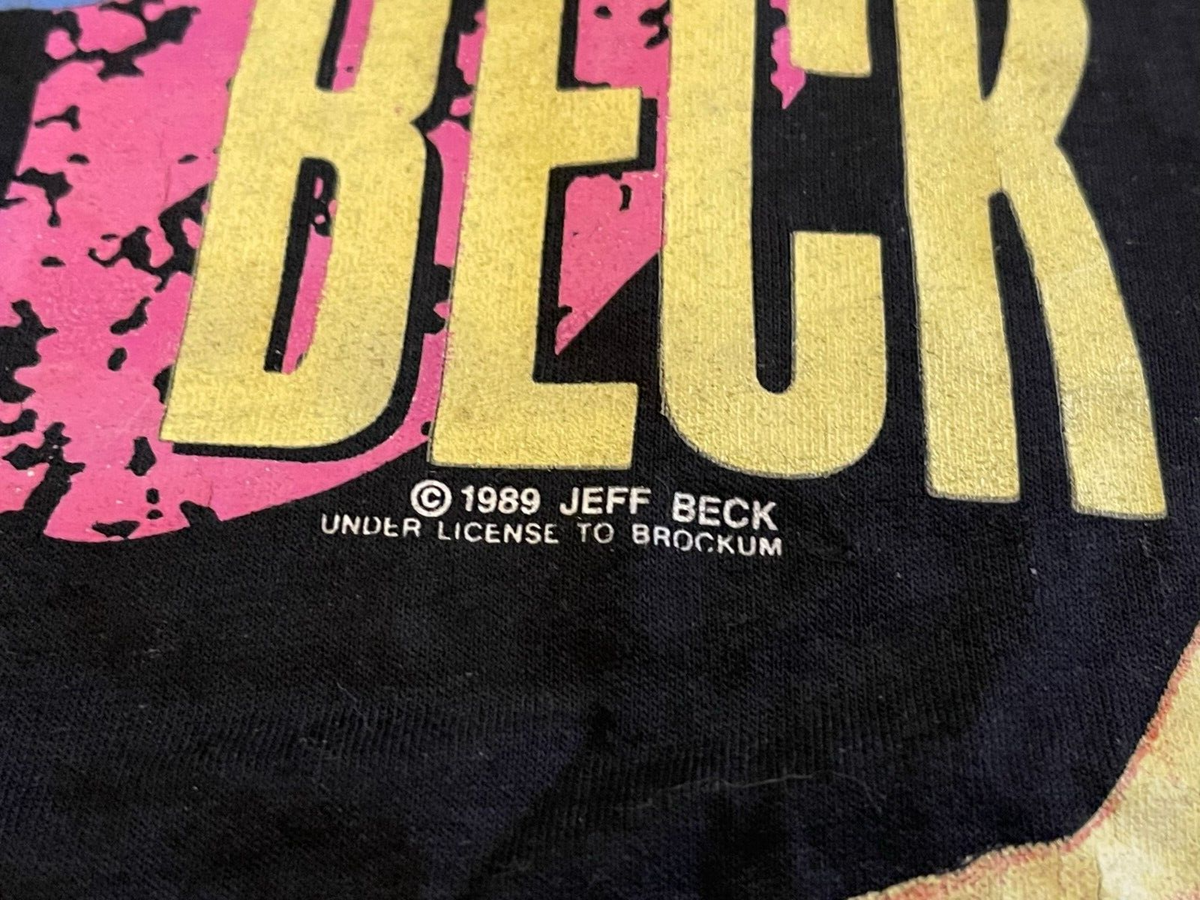 BECK
© 1989 JEFF BECK
UNDER LICENSE TO BROCKUM